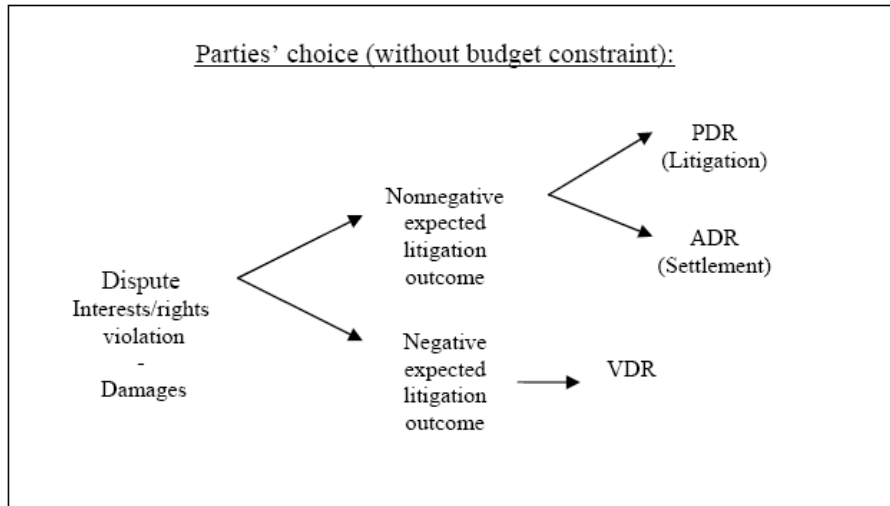 Parties’ choice (without budget constraint):
PDR
(Litigation)
Nonnegative
expected
litigation
outcome
ADR
(Settlement)
Dispute
Interests/rights
violation
-
Damages
Negative
expected
litigation
outcome
VDR